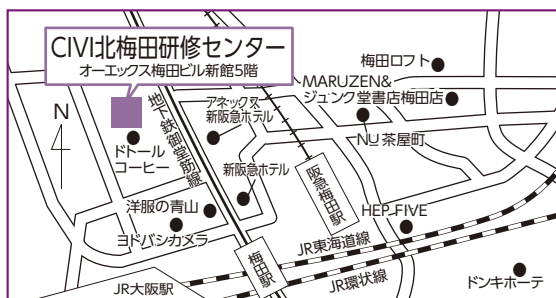 CIVI北梅田研修センター
オーエックス梅田ビル新館5階
梅田ロフト
MARUZEN&
ジュンク堂書店梅田店
N
地下鉄御堂筋線
アネックス
新阪急ホテル
NU茶屋町
ドトール
コーヒー
新阪急ホテル
阪急梅田駅
洋服の青山
ヨドバシカメラ
HEP FIVE
JR東海道線
梅田駅
JR大阪駅
JR環状線
ドンキホーテ